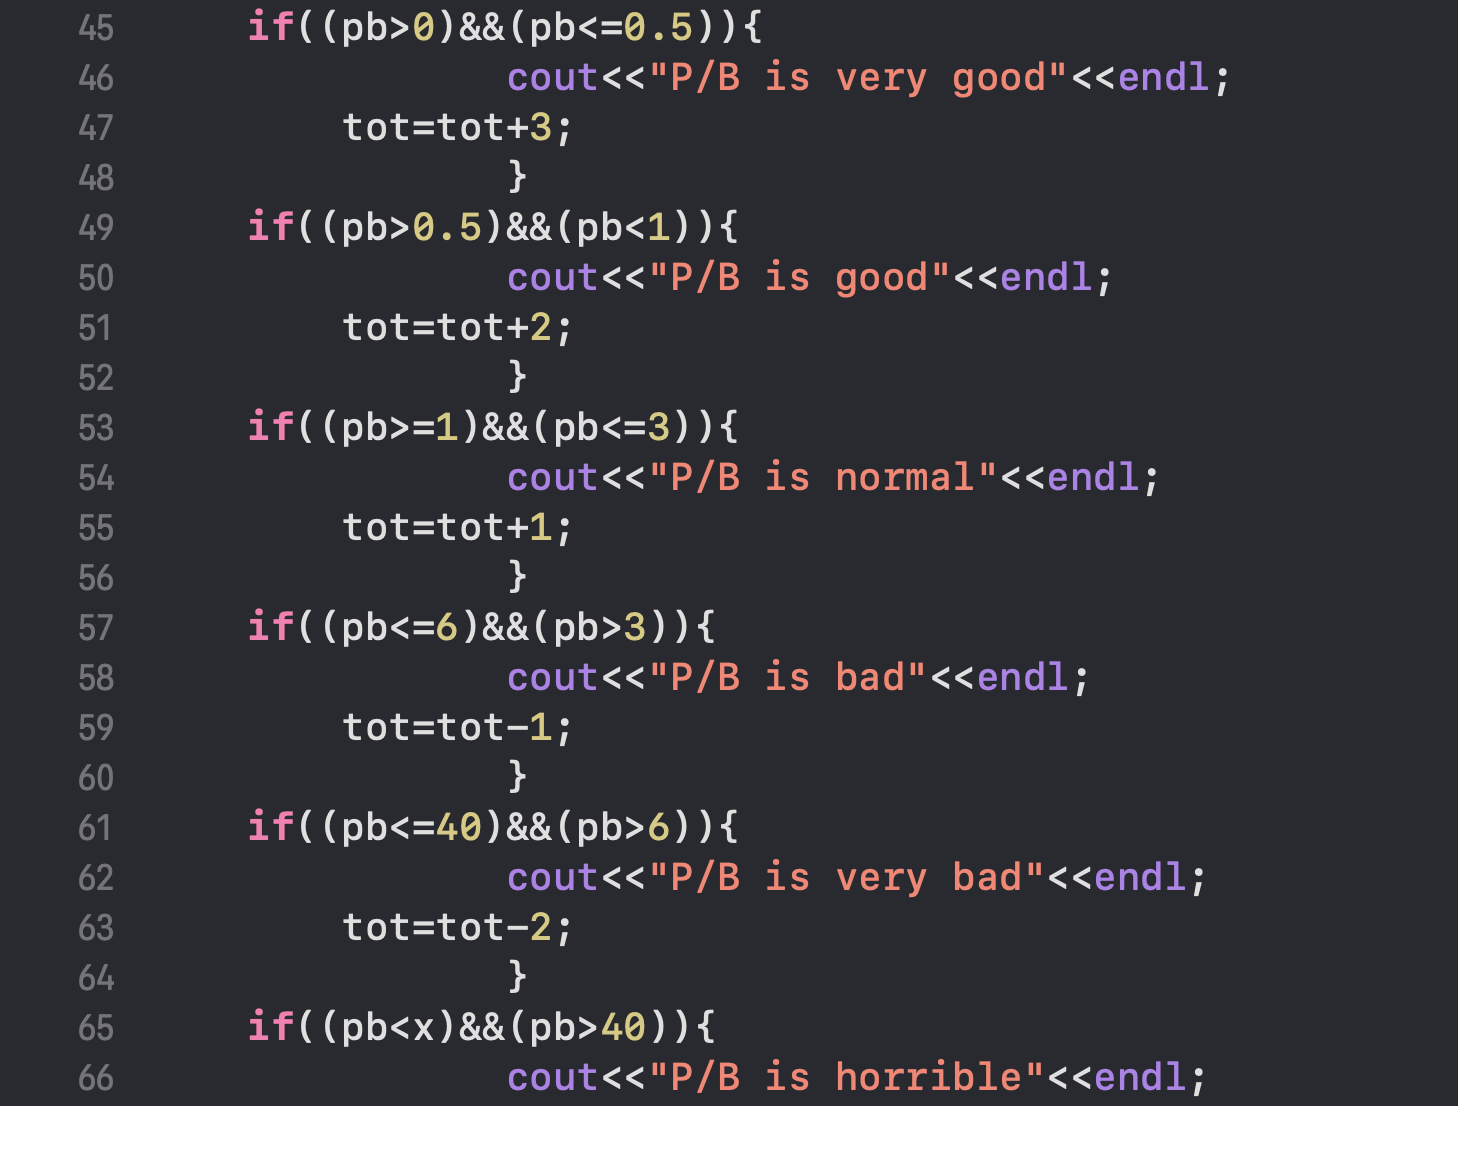 45 if((pb>0)&&(pb<=0.5)){
46 cout<<"P/B is very good"<<endl;
47 tot=tot+3;
48 }
49 if((pb>0.5)&&(pb<1)){
50 cout<<"P/B is good"<<endl;
51 tot=tot+2;
52 }
53 if((pb>=1)&&(pb<=3)){
54 cout<<"P/B is normal"<<endl;
55 tot=tot+1;
56 }
57 if((pb<=6)&&(pb>3)){
58 cout<<"P/B is bad"<<endl;
59 tot=tot-1;
60 }
61 if((pb<=40)&&(pb>6)){
62 cout<<"P/B is very bad"<<endl;
63 tot=tot-2;
64 }
65 if((pb<x)&&(pb>40)){
66 cout<<"P/B is horrible"<<endl;